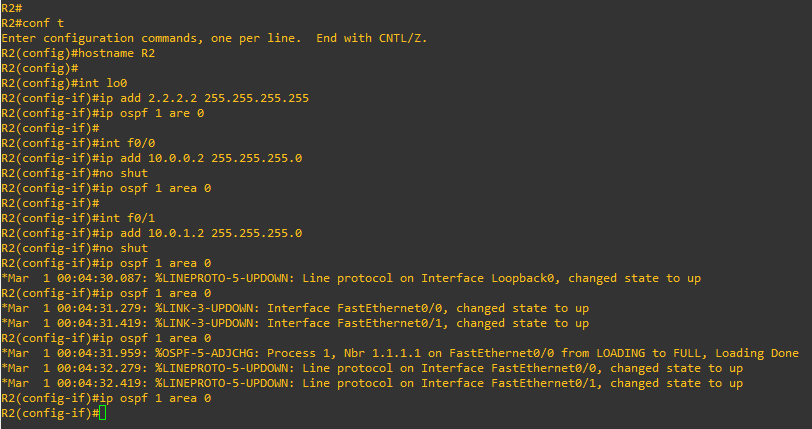 R2#
R2#conf t
Enter configuration commands, one per line.  End with CNTL/Z.
R2(config)#hostname R2
R2(config)#
R2(config)#int lo0
R2(config-if)#ip add 2.2.2.2 255.255.255.255
R2(config-if)#ip ospf 1 are 0
R2(config-if)#
R2(config-if)#int f0/0
R2(config-if)#ip add 10.0.0.2 255.255.255.0
R2(config-if)#no shut
R2(config-if)#ip ospf 1 area 0
R2(config-if)#
R2(config-if)#int f0/1
R2(config-if)#ip add 10.0.1.2 255.255.255.0
R2(config-if)#no shut
R2(config-if)#ip ospf 1 area 0
*Mar  1 00:04:30.087: %LINEPROTO-5-UPDOWN: Line protocol on Interface Loopback0, changed state to up
R2(config-if)#ip ospf 1 area 0
*Mar  1 00:04:31.279: %LINK-3-UPDOWN: Interface FastEthernet0/0, changed state to up
*Mar  1 00:04:31.419: %LINK-3-UPDOWN: Interface FastEthernet0/1, changed state to up
R2(config-if)#ip ospf 1 area 0
*Mar  1 00:04:31.959: %OSPF-5-ADJCHG: Process 1, Nbr 1.1.1.1 on FastEthernet0/0 from LOADING to FULL, Loading Done
*Mar  1 00:04:32.279: %LINEPROTO-5-UPDOWN: Line protocol on Interface FastEthernet0/0, changed state to up
*Mar  1 00:04:32.419: %LINEPROTO-5-UPDOWN: Line protocol on Interface FastEthernet0/1, changed state to up
R2(config-if)#ip ospf 1 area 0
R2(config-if)#